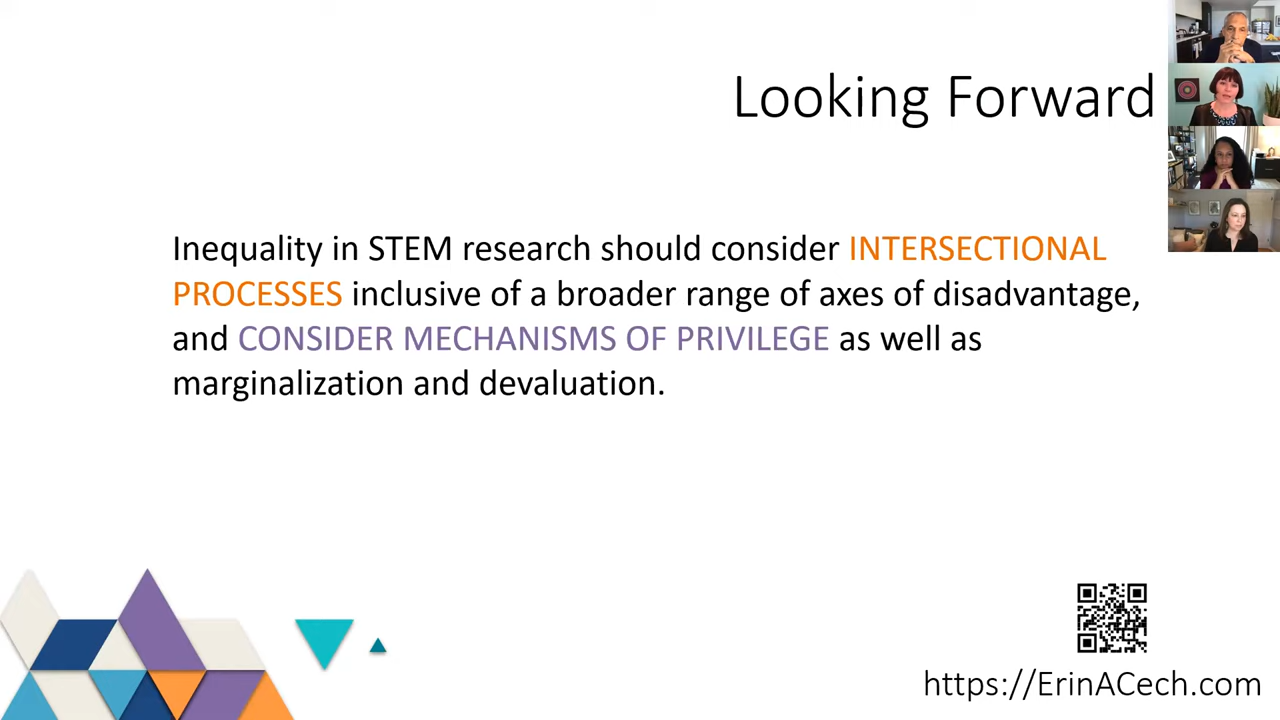 Looking Forward
Inequality in STEM research should consider INTERSECTIONAL
PROCESSES inclusive of a broader range of axes of disadvantage,
and CONSIDER MECHANISMS OF PRIVILEGE as well as
marginalization and devaluation.
https://ErinACech.com